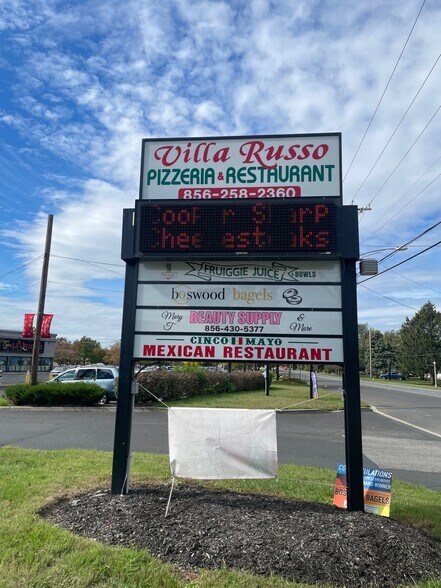 Villa Russo
PIZZERIA & RESTAURANT
856-258-2360
FRUIGGIE JUICE & BOWLS
boswood bagels
Mary G BEAUTY SUPPLY & More
856-430-5377
CINCO MAYO
MEXICAN RESTAURANT
BAGELS